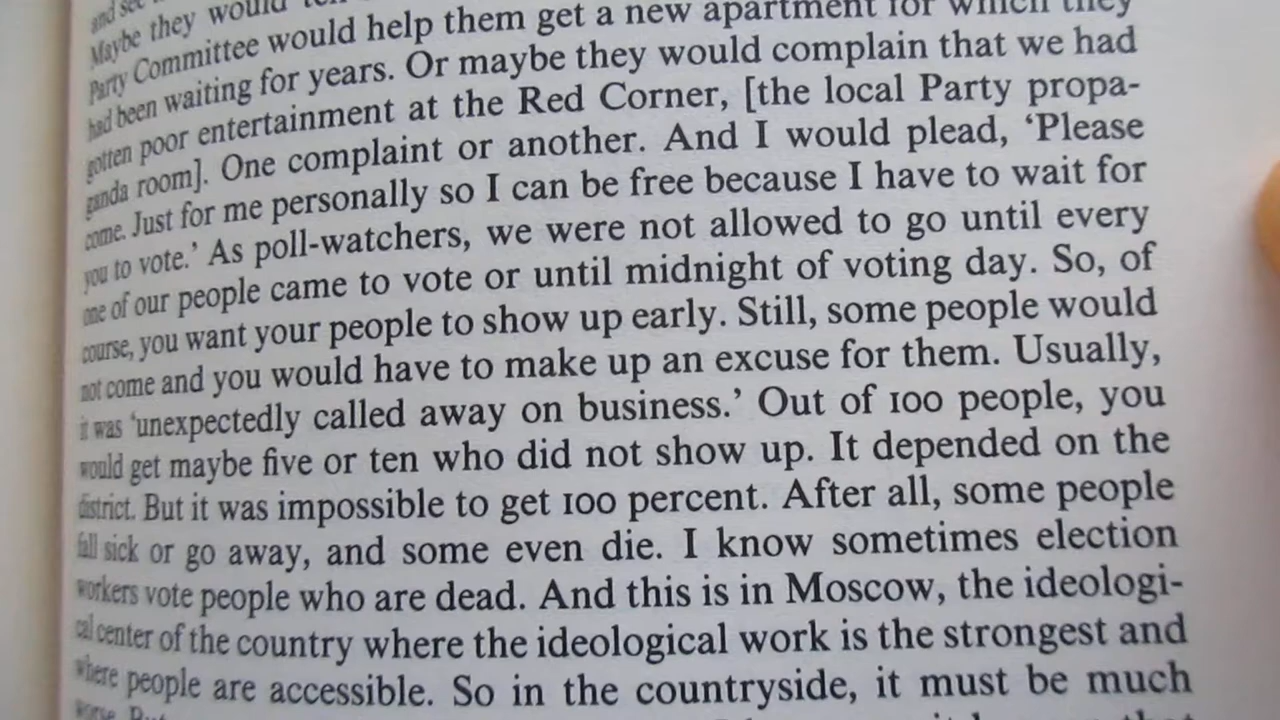 and see
Maybe they would
Party Committee would help them get a new apartment for which they
had been waiting for years. Or maybe they would complain that we had
gotten poor entertainment at the Red Corner, [the local Party propa-
ganda room]. One complaint or another. And I would plead, ‘Please
come. Just for me personally so I can be free because I have to wait for
you to vote.’ As poll-watchers, we were not allowed to go until every
one of our people came to vote or until midnight of voting day. So, of
course, you want your people to show up early. Still, some people would
not come and you would have to make up an excuse for them. Usually,
it was ‘unexpectedly called away on business.’ Out of 100 people, you
would get maybe five or ten who did not show up. It depended on the
district. But it was impossible to get 100 percent. After all, some people
fall sick or go away, and some even die. I know sometimes election
workers vote people who are dead. And this is in Moscow, the ideologi-
cal center of the country where the ideological work is the strongest and
where people are accessible. So in the countryside, it must be much
worse. But